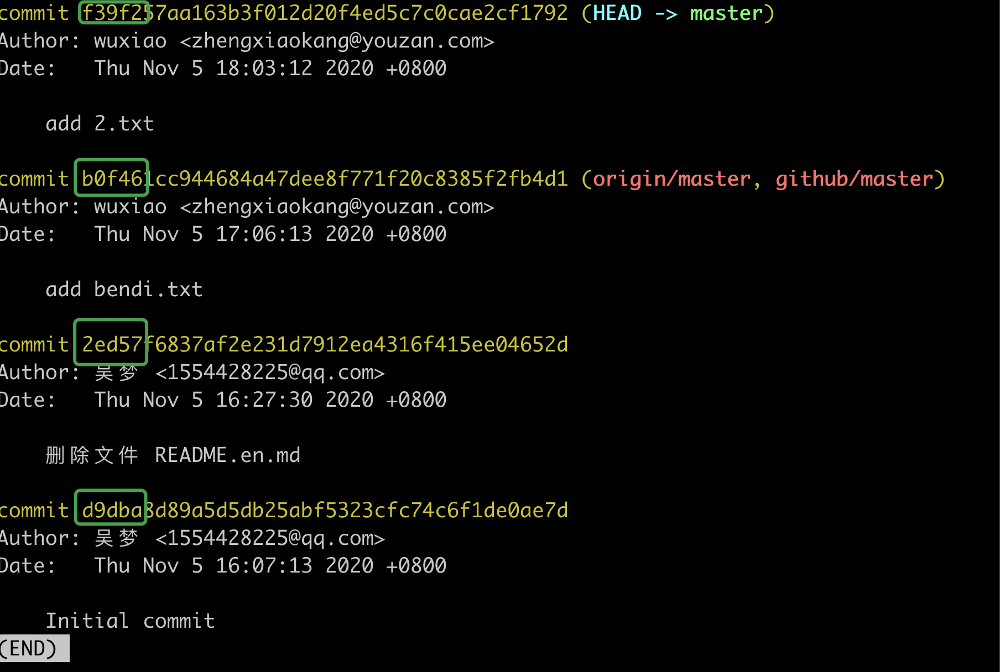 commit f39f257aa163b3f012d20f4ed5c7c0cae2cf1792 (HEAD -> master)
Author: wuxiao <zhengxiaokang@youzan.com>
Date:   Thu Nov 5 18:03:12 2020 +0800
add 2.txt
commit b0f461cc944684a47dee8f771f20c8385f2fb4d1 (origin/master, github/master)
Author: wuxiao <zhengxiaokang@youzan.com>
Date:   Thu Nov 5 17:06:13 2020 +0800
add bendi.txt
commit 2ed57f6837af2e231d7912ea4316f415ee04652d
Author: 吴梦 <1554428225@qq.com>
Date:   Thu Nov 5 16:27:30 2020 +0800
删除文件 README.en.md
commit d9dba8d89a5d5db25abf5323cfc74c6f1de0ae7d
Author: 吴梦 <1554428225@qq.com>
Date:   Thu Nov 5 16:07:13 2020 +0800
Initial commit
(END)